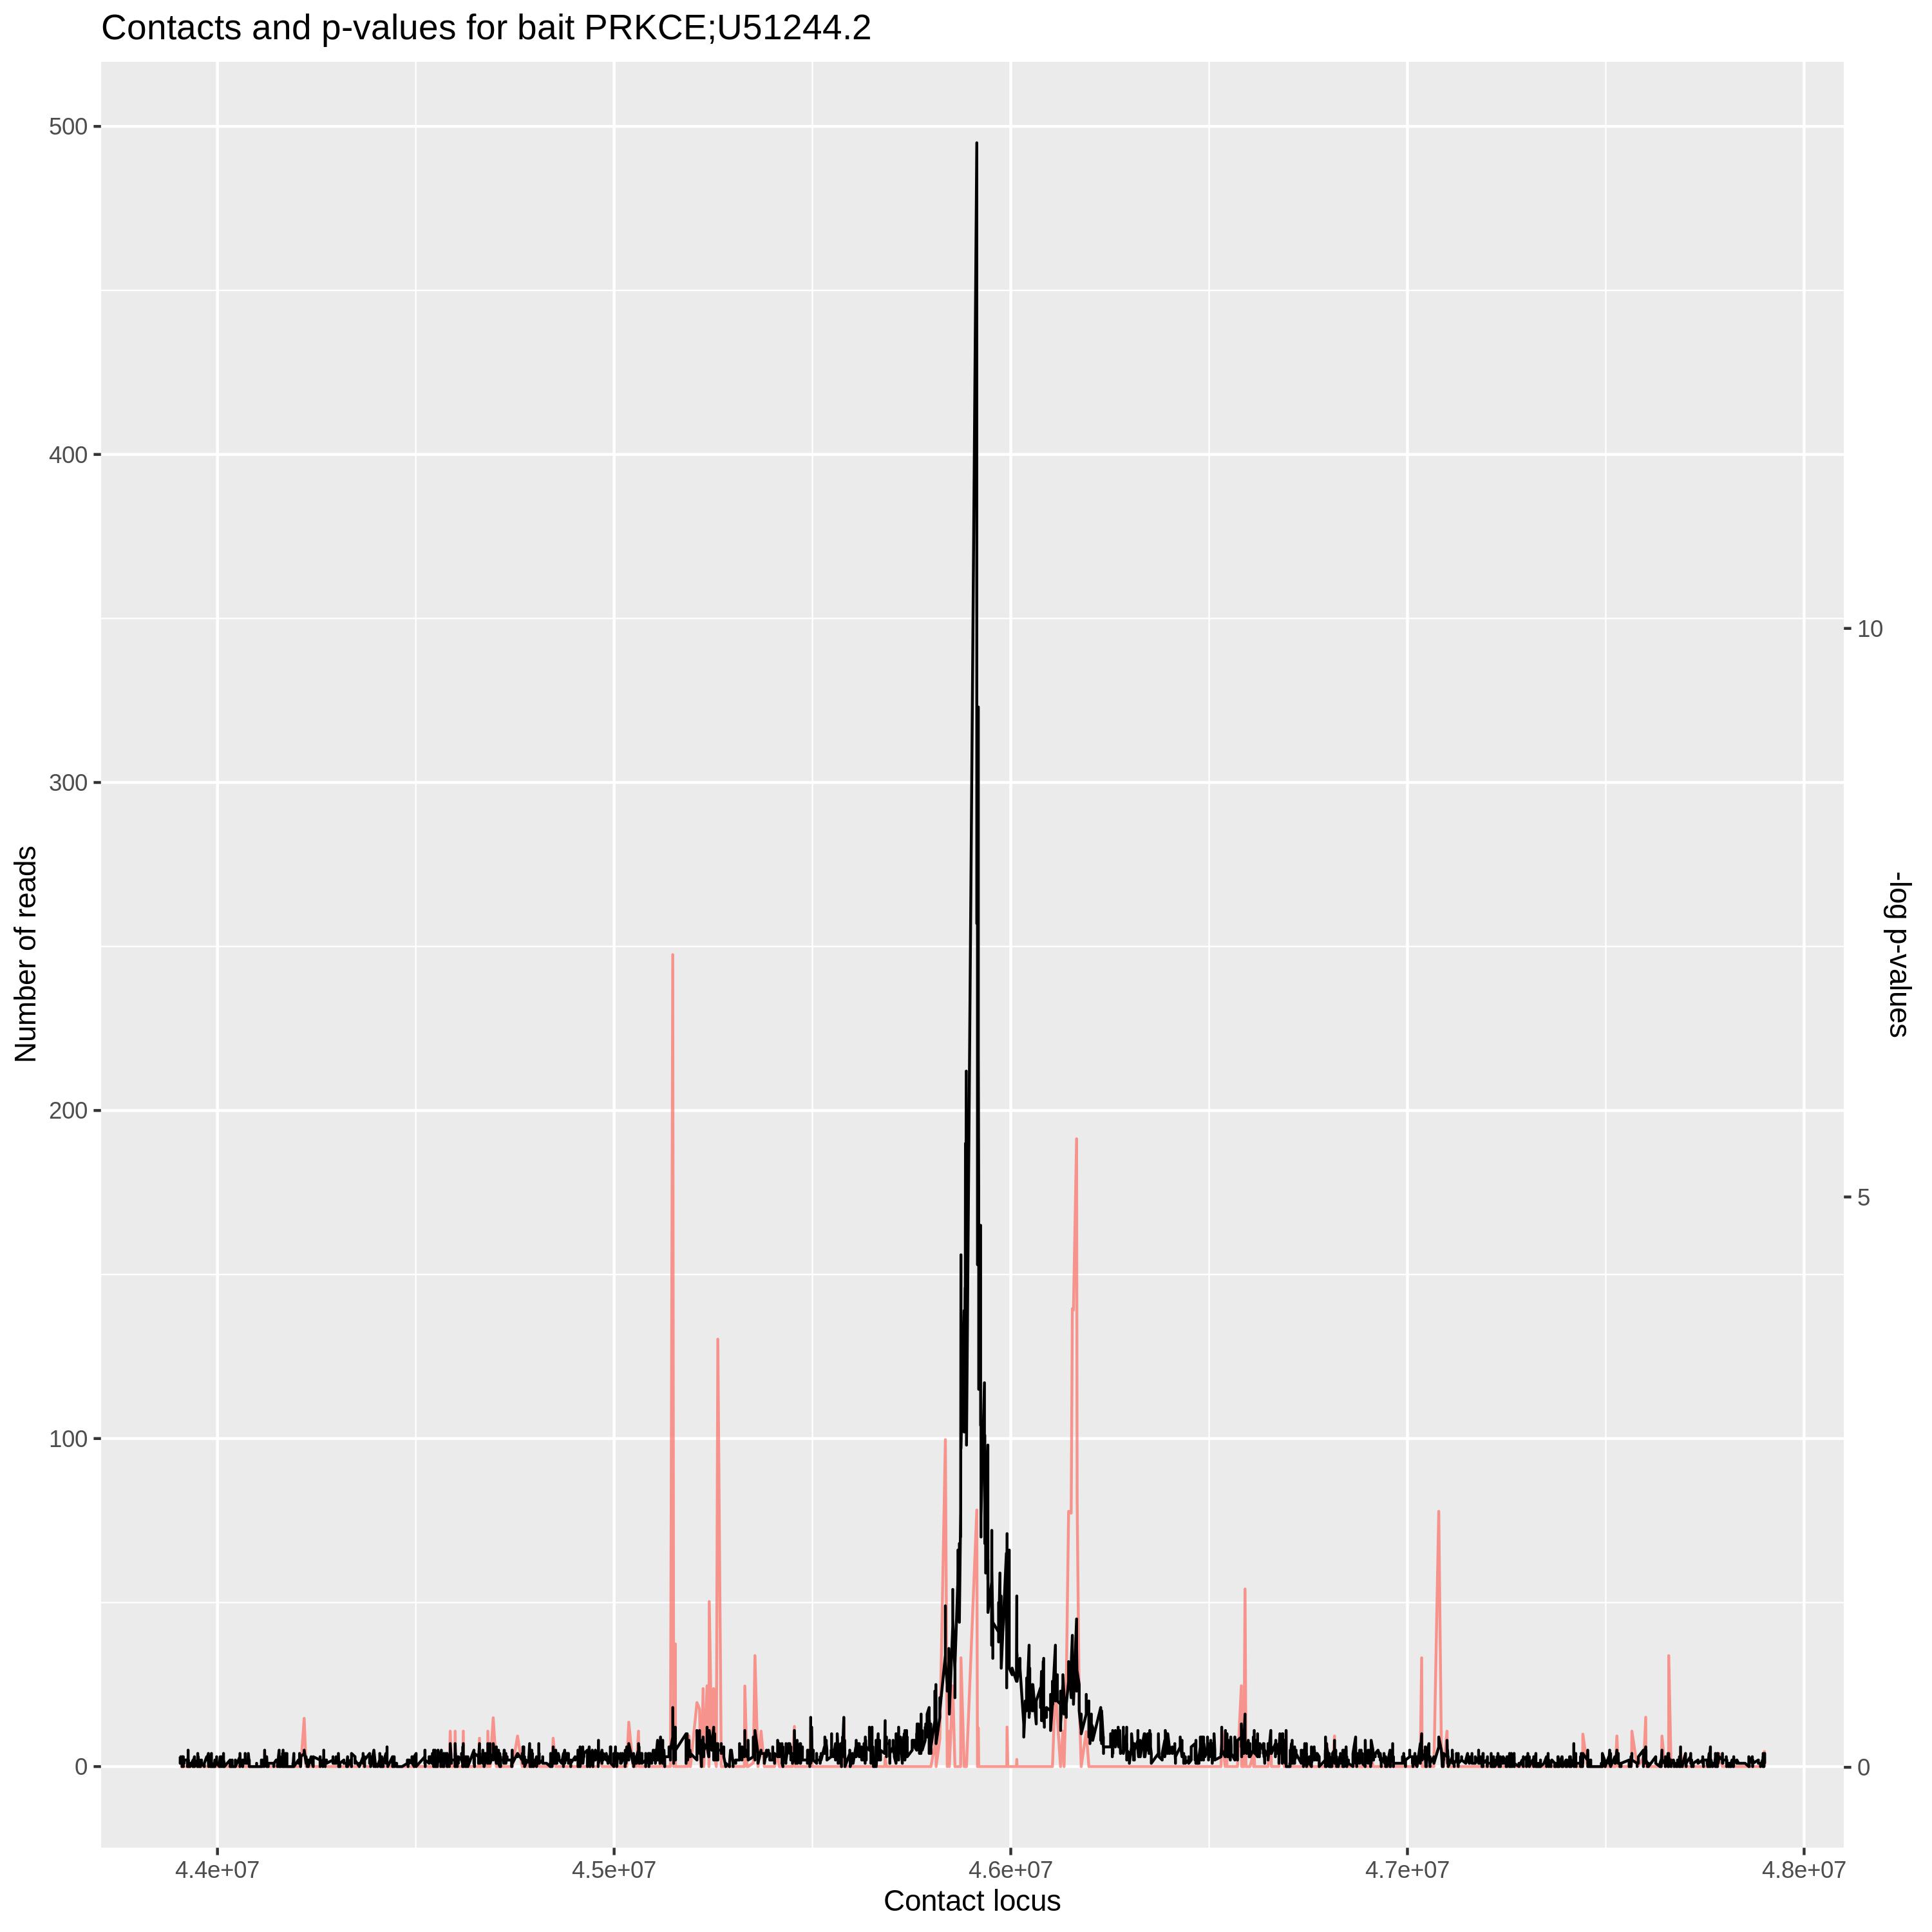 Contacts and p-values for bait PRKCE;U51244.2
500
400
300
200
100
0
Number of reads
10
5
0
-log p-values
4.4e+07
4.5e+07
4.6e+07
4.7e+07
4.8e+07
Contact locus